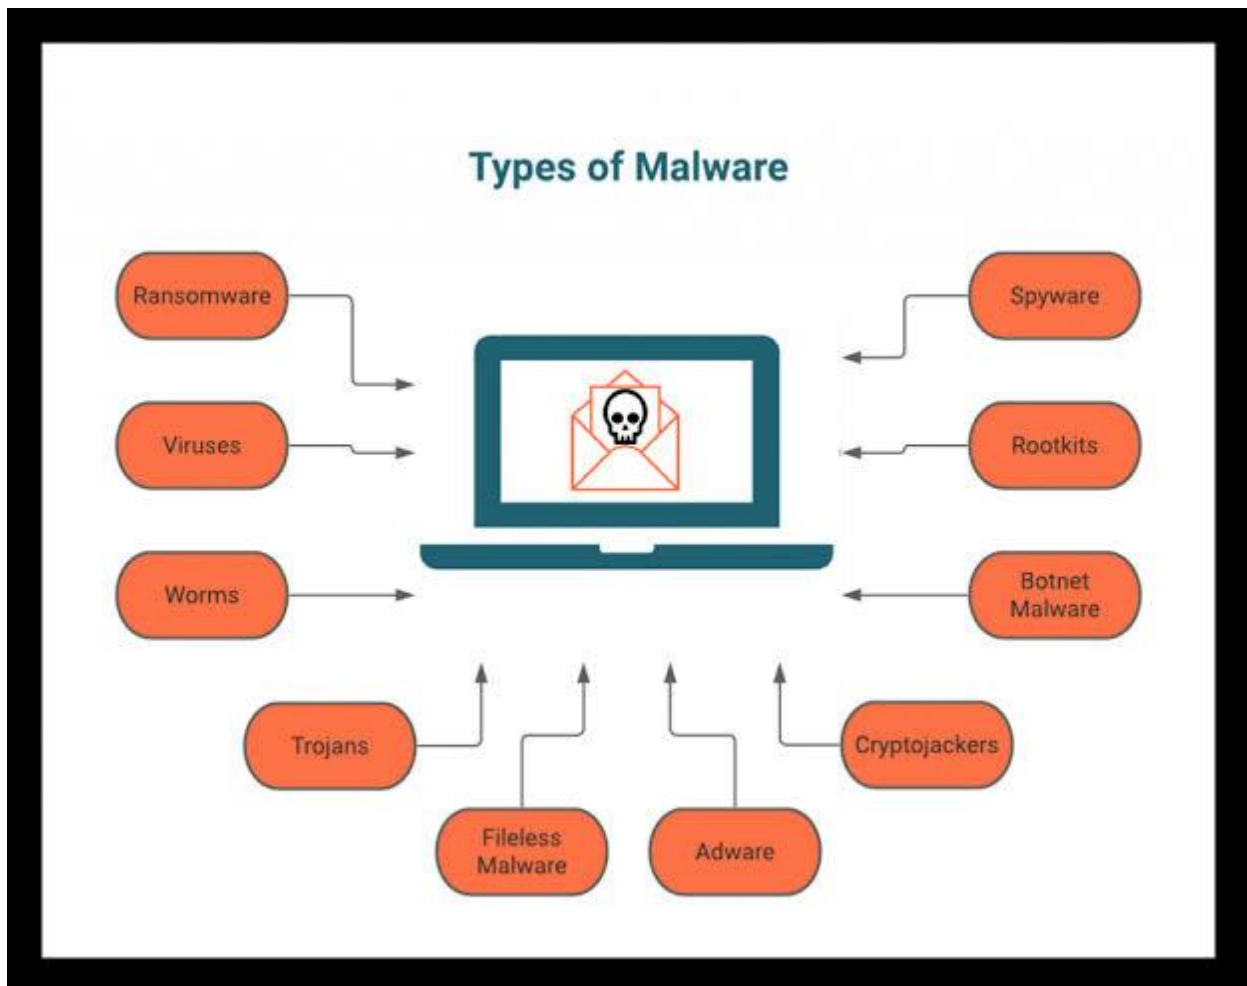 Types of Malware
Ransomware
Spyware
Viruses
Rootkits
Worms
Botnet
Malware
Trojans
Cryptojackers
Fileless
Malware
Adware